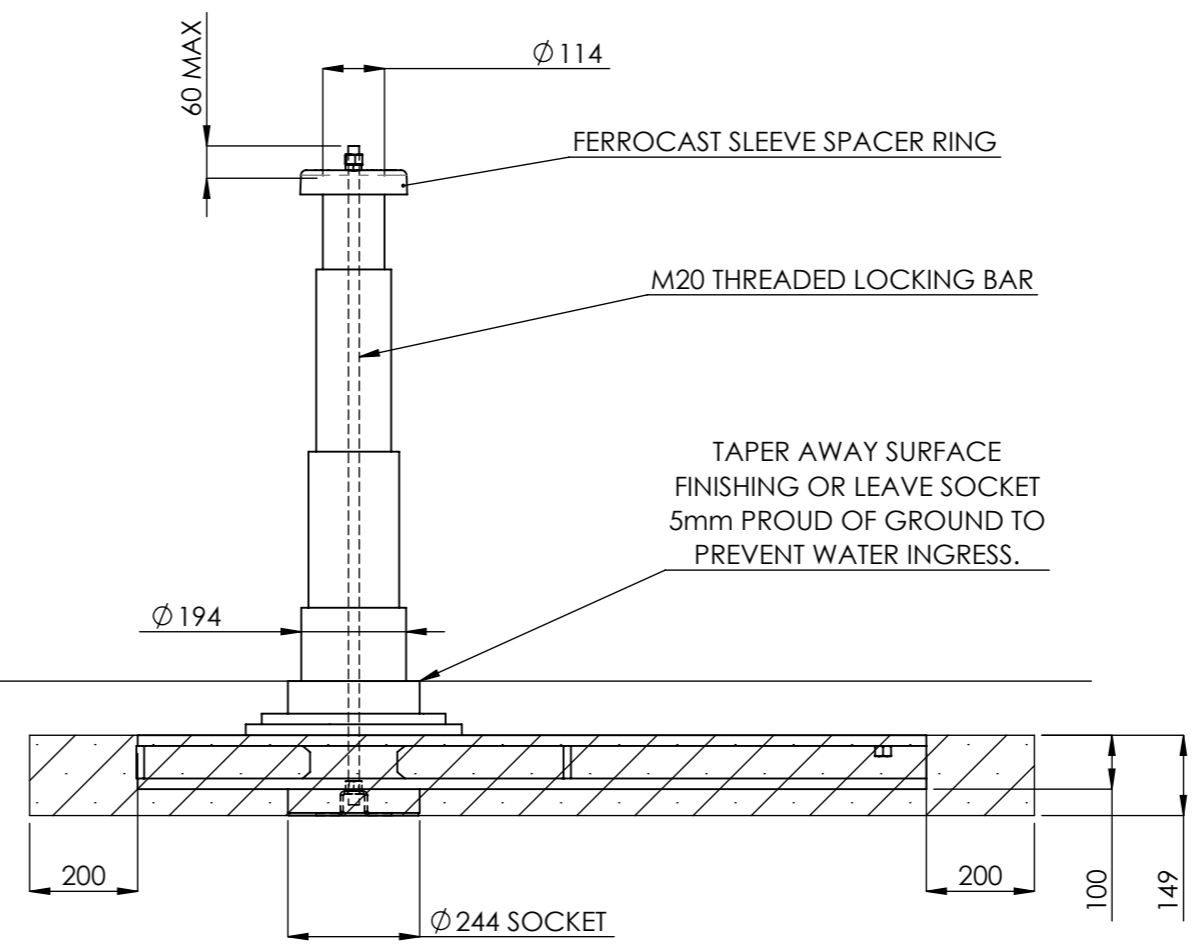 60 MAX
∅114
FERROCAST SLEEVE SPACER RING
M20 THREADED LOCKING BAR
TAPER AWAY SURFACE
FINISHING OR LEAVE SOCKET
5mm PROUD OF GROUND TO
PREVENT WATER INGRESS.
∅194
200
∅244 SOCKET
200
100
149